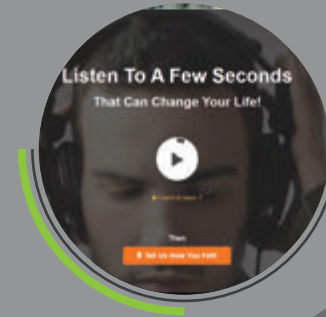 Listen To A Few Seconds
That Can Change Your Life!
Then
Tell Us How You Felt!